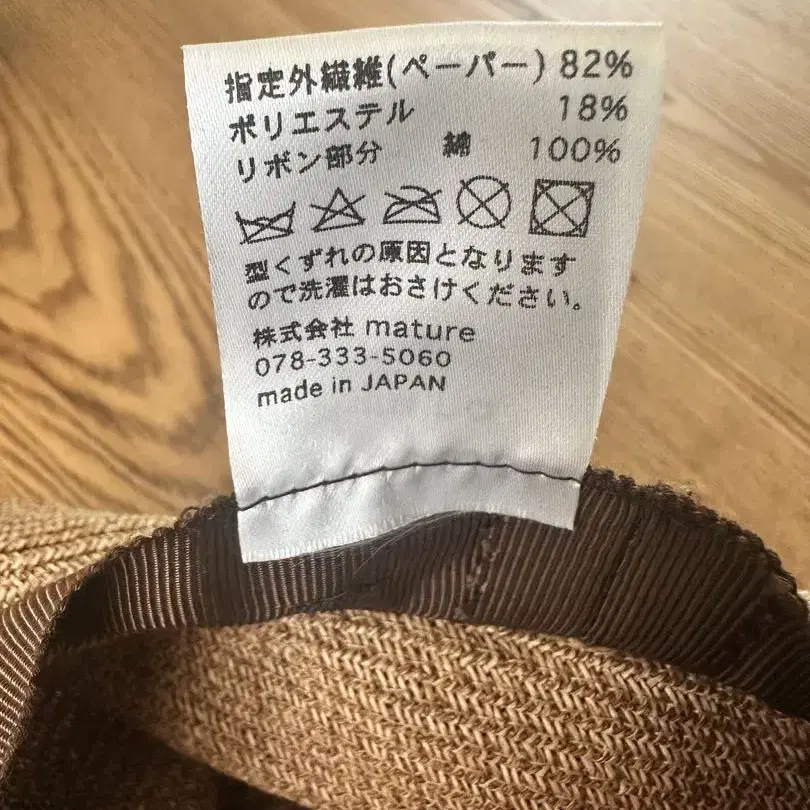 指定外繊維(ペーパー) 82%
ポリエステル 18%
リボン部分 綿 100%
型くずれの原因となります
ので洗濯はおさけください。
株式会社 mature
078-333-5060
made in JAPAN